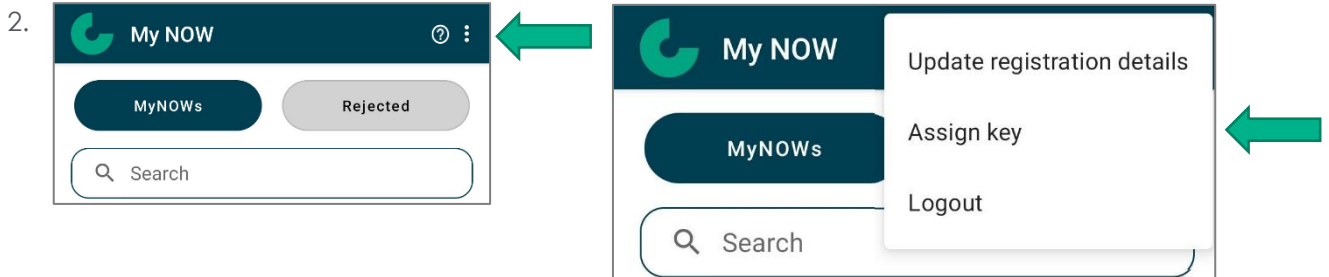 2.
My NOW
MyNOWs Rejected
Search
My NOW
MyNOWs
Search
Update registration details
Assign key
Logout